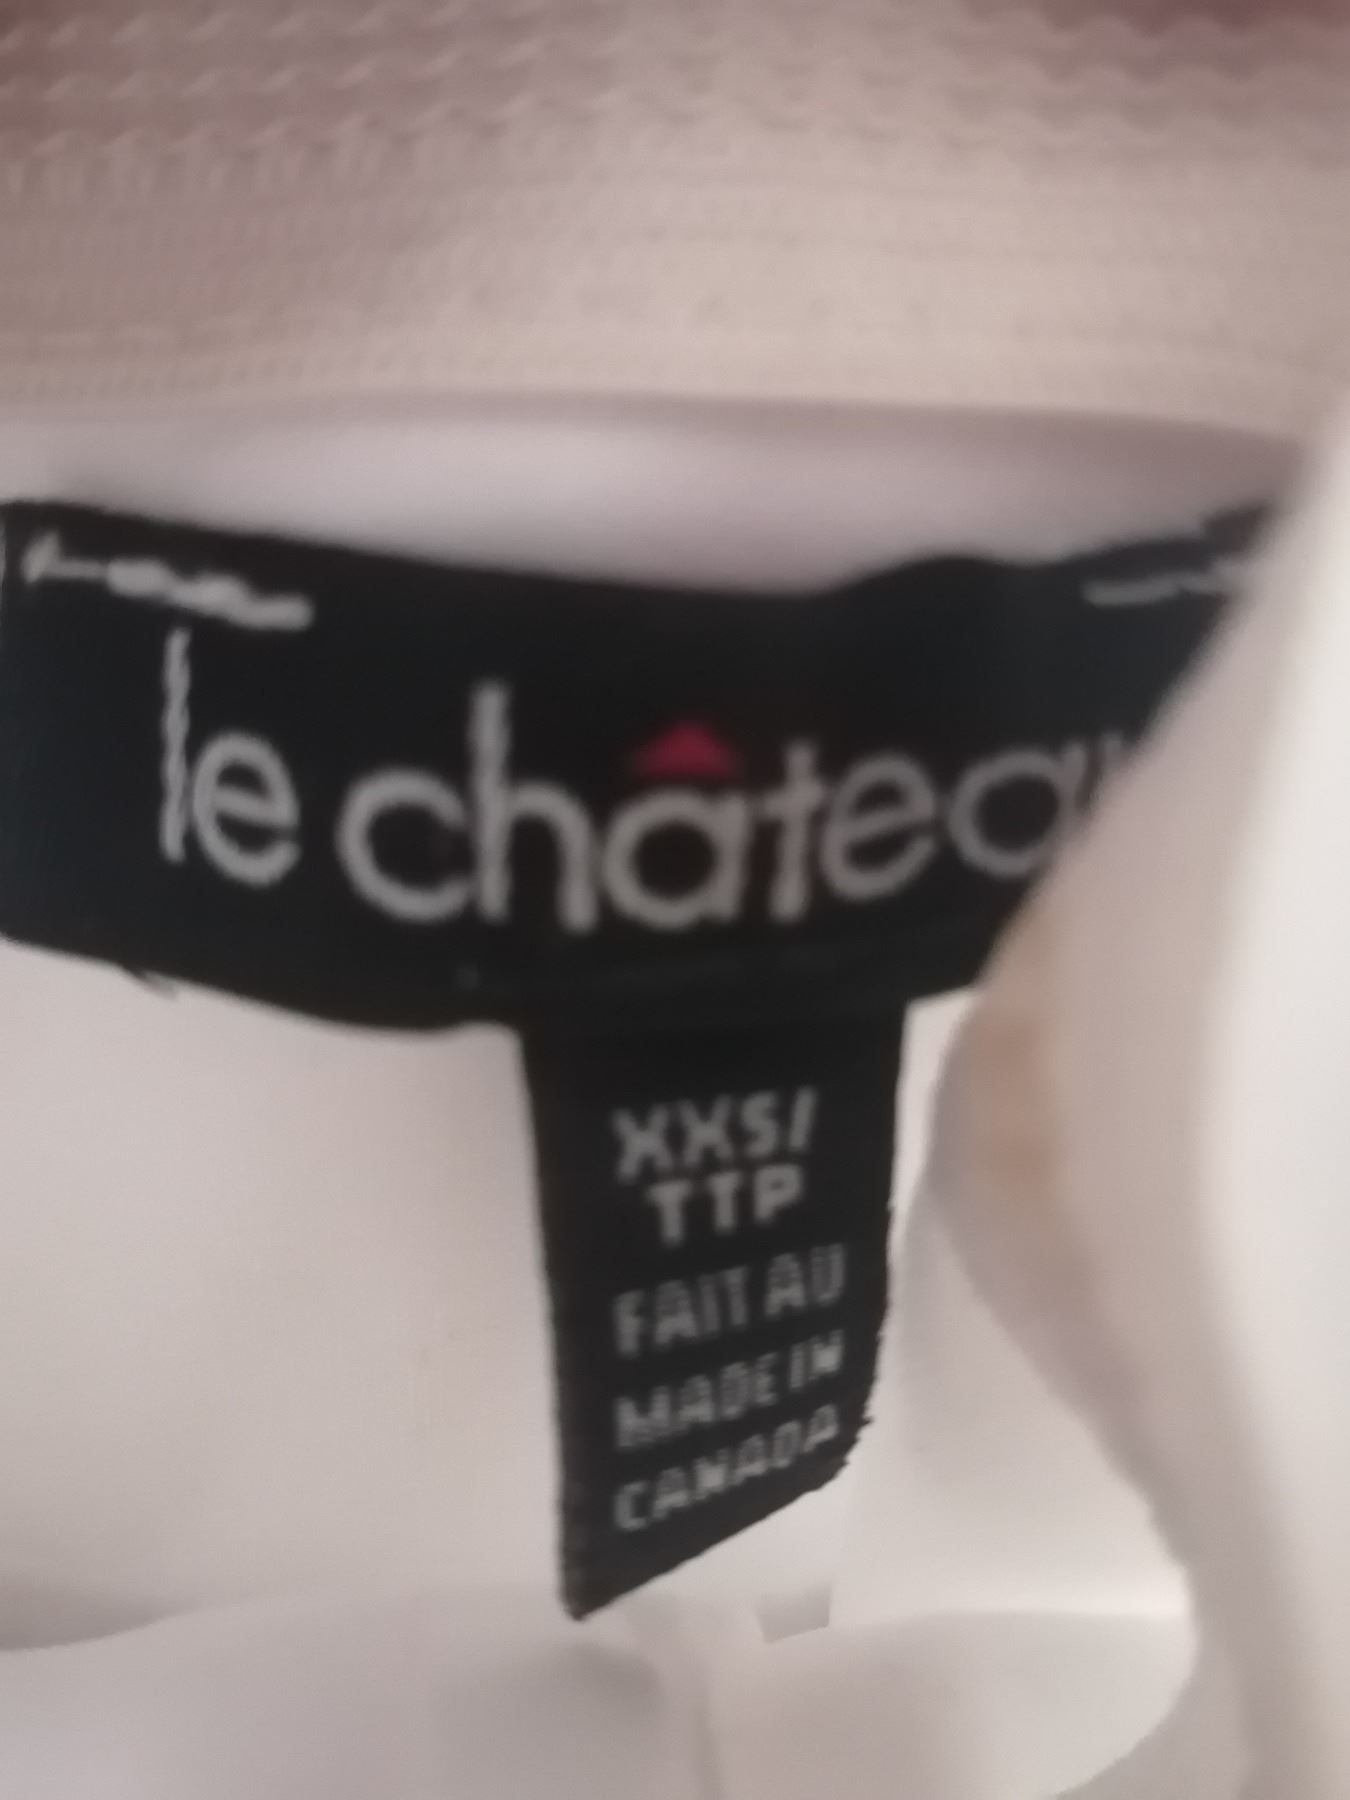 le château
XXS/
TTP
FAIT AU
MADE IN
CANADA